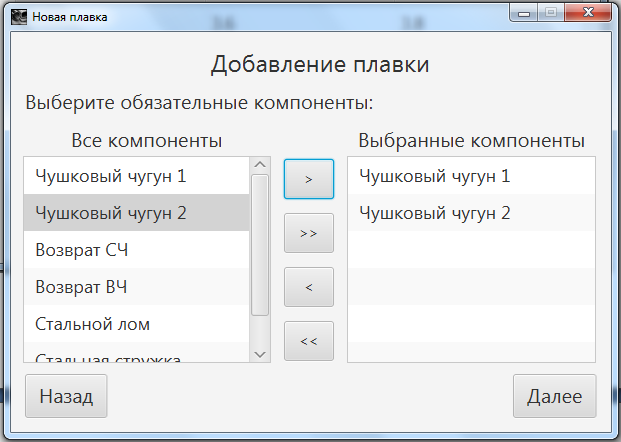 Новая плавка
Добавление плавки
Выберите обязательные компоненты:
Все компоненты
Выбранные компоненты
Чушковый чугун 1
Чушковый чугун 2
Возврат СЧ
Возврат ВЧ
Стальной лом
Стальная стружка
>
>>
<
<<
Чушковый чугун 1
Чушковый чугун 2
Назад
Далее